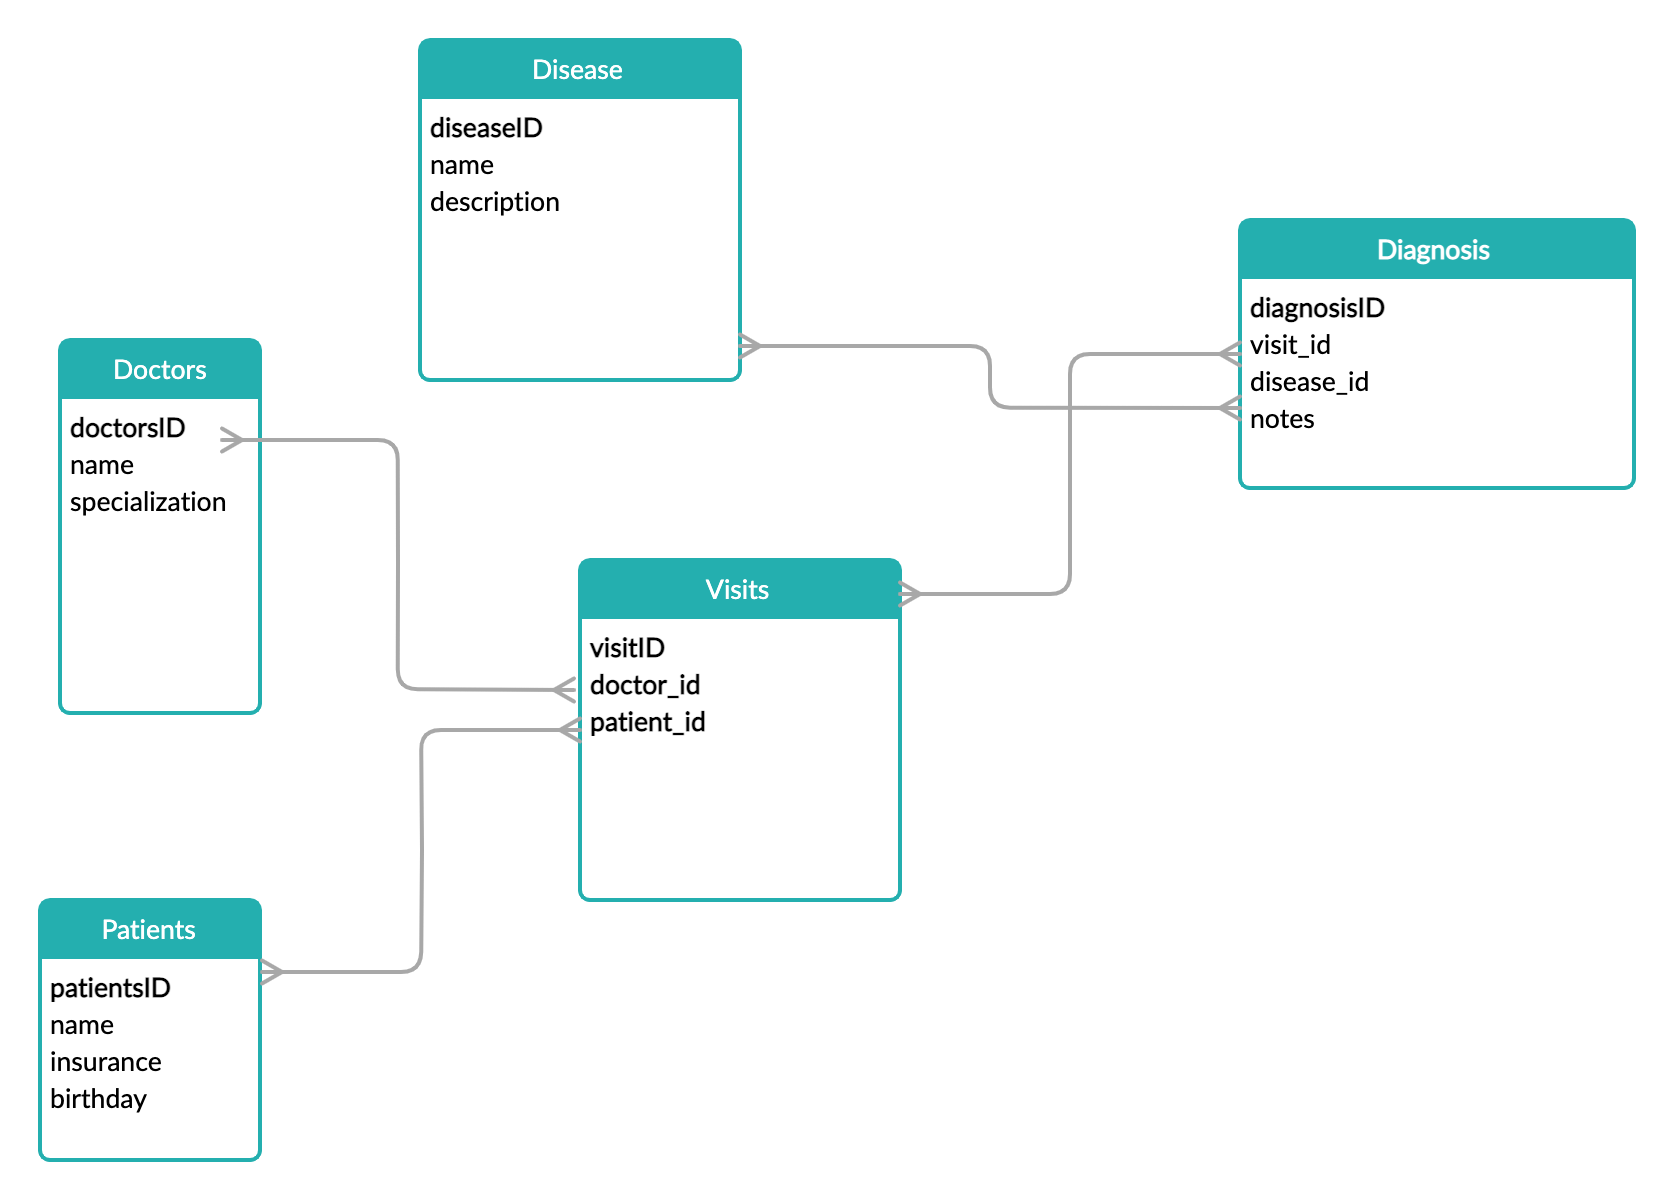 Disease
diseaseID
name
description
Diagnosis
diagnosisID
visit_id
disease_id
notes
Doctors
doctorsID
name
specialization
Visits
visitID
doctor_id
patient_id
Patients
patientsID
name
insurance
birthday